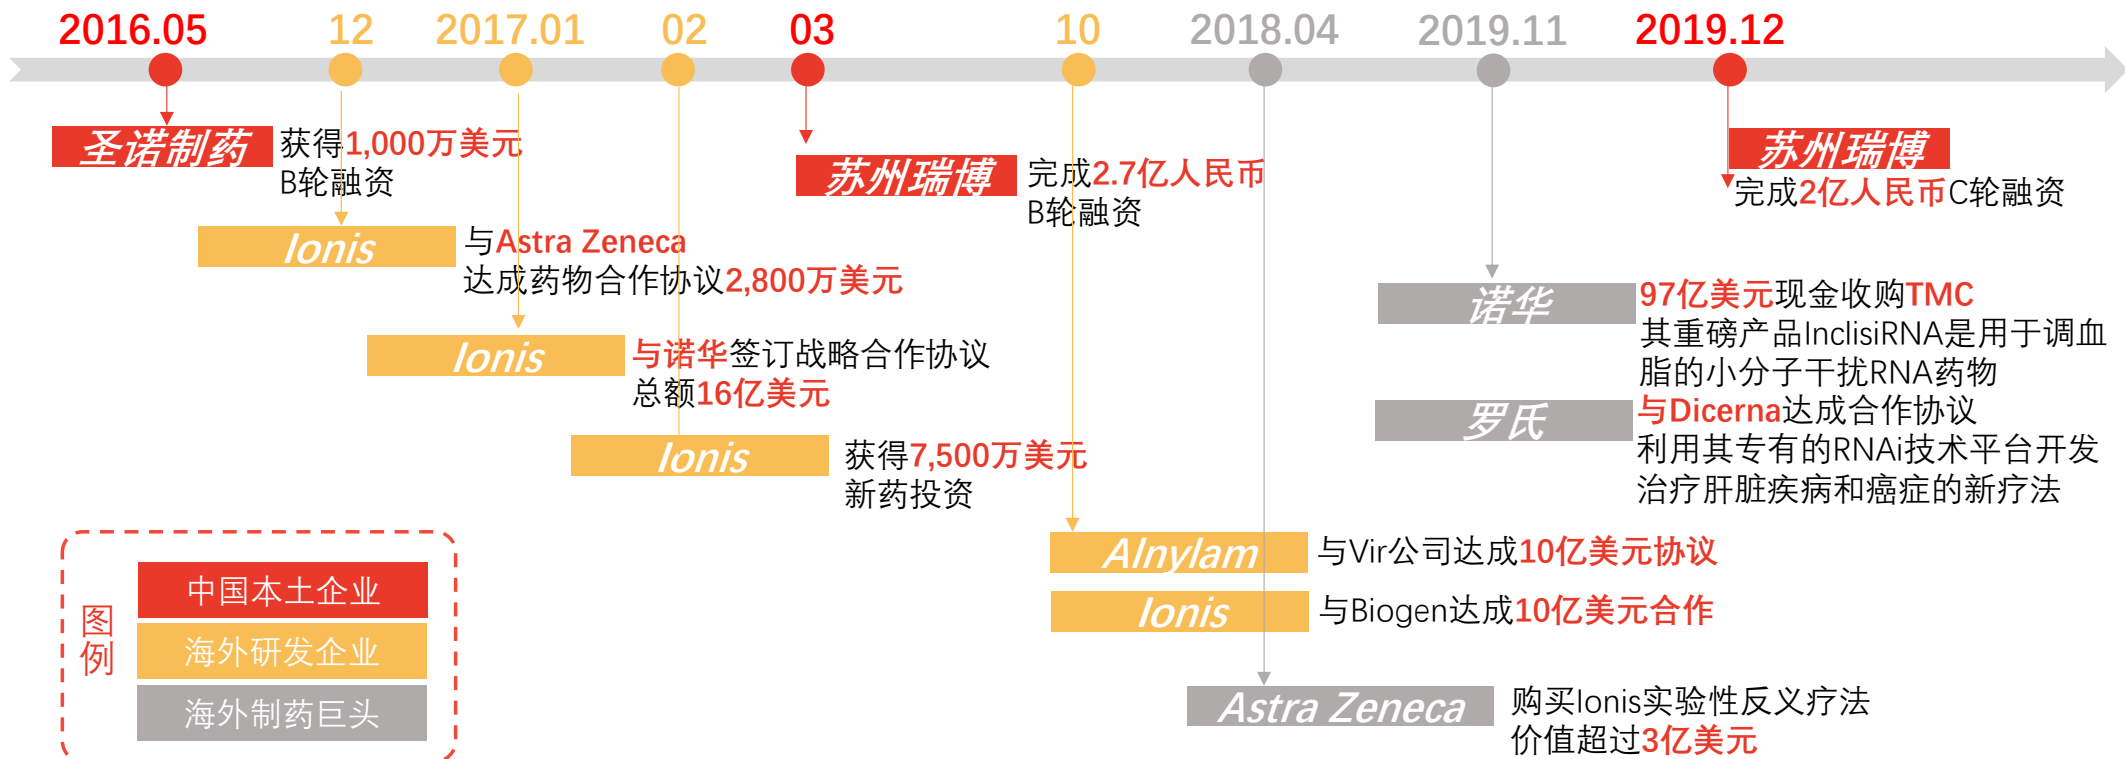 2016.05
12
2017.01
02
03
10
2018.04
2019.11
2019.12
圣诺制药
获得1,000万美元
B轮融资
Ionis
与Astra Zeneca
达成药物合作协议2,800万美元
Ionis
与诺华签订战略合作协议
总额16亿美元
Ionis
获得7,500万美元
新药投资
苏州瑞博
完成2.7亿人民币
B轮融资
Alnylam
与Vir公司达成10亿美元协议
Ionis
与Biogen达成10亿美元合作
Astra Zeneca
购买Ionis实验性反义疗法
价值超过3亿美元
诺华
97亿美元现金收购TMC
其重磅产品InclisiRNA是用于调血
脂的小分子干扰RNA药物
罗氏
与Dicerna达成合作协议
利用其专有的RNAi技术平台开发
治疗肝脏疾病和癌症的新疗法
苏州瑞博
完成2亿人民币C轮融资
图例
中国本土企业
海外研发企业
海外制药巨头